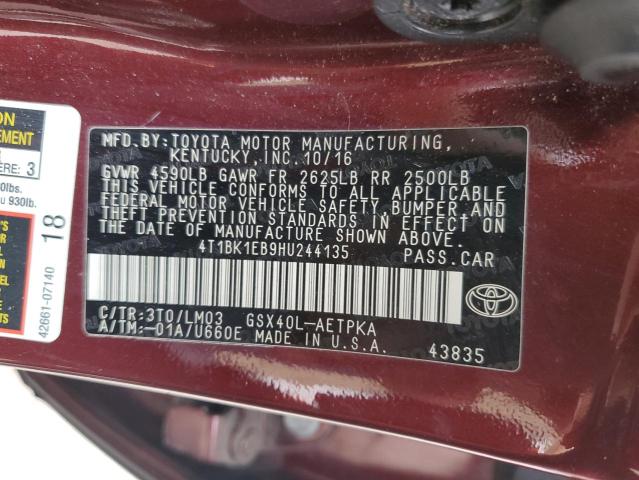 MFD.BY:TOYOTA MOTOR MANUFACTURING,
KENTUCKY,INC.10/16
GVWR 4590LB GAWR FR 2625LB RR 2500LB
THIS VEHICLE CONFORMS TO ALL APPLICABLE
FEDERAL MOTOR VEHICLE SAFETY,BUMPER,AND
THEFT PREVENTION STANDARDS IN EFFECT ON
THE DATE OF MANUFACTURE SHOWN ABOVE.
4T1BK1EB9HU244135 PASS.CAR
C/TR:3T0/LM03 GSX40L-AETPKA
A/TM:-01A/U660E MADE IN U.S.A.
43835
TOYOTA
ERE: 3
930lb.
18
42661-07140